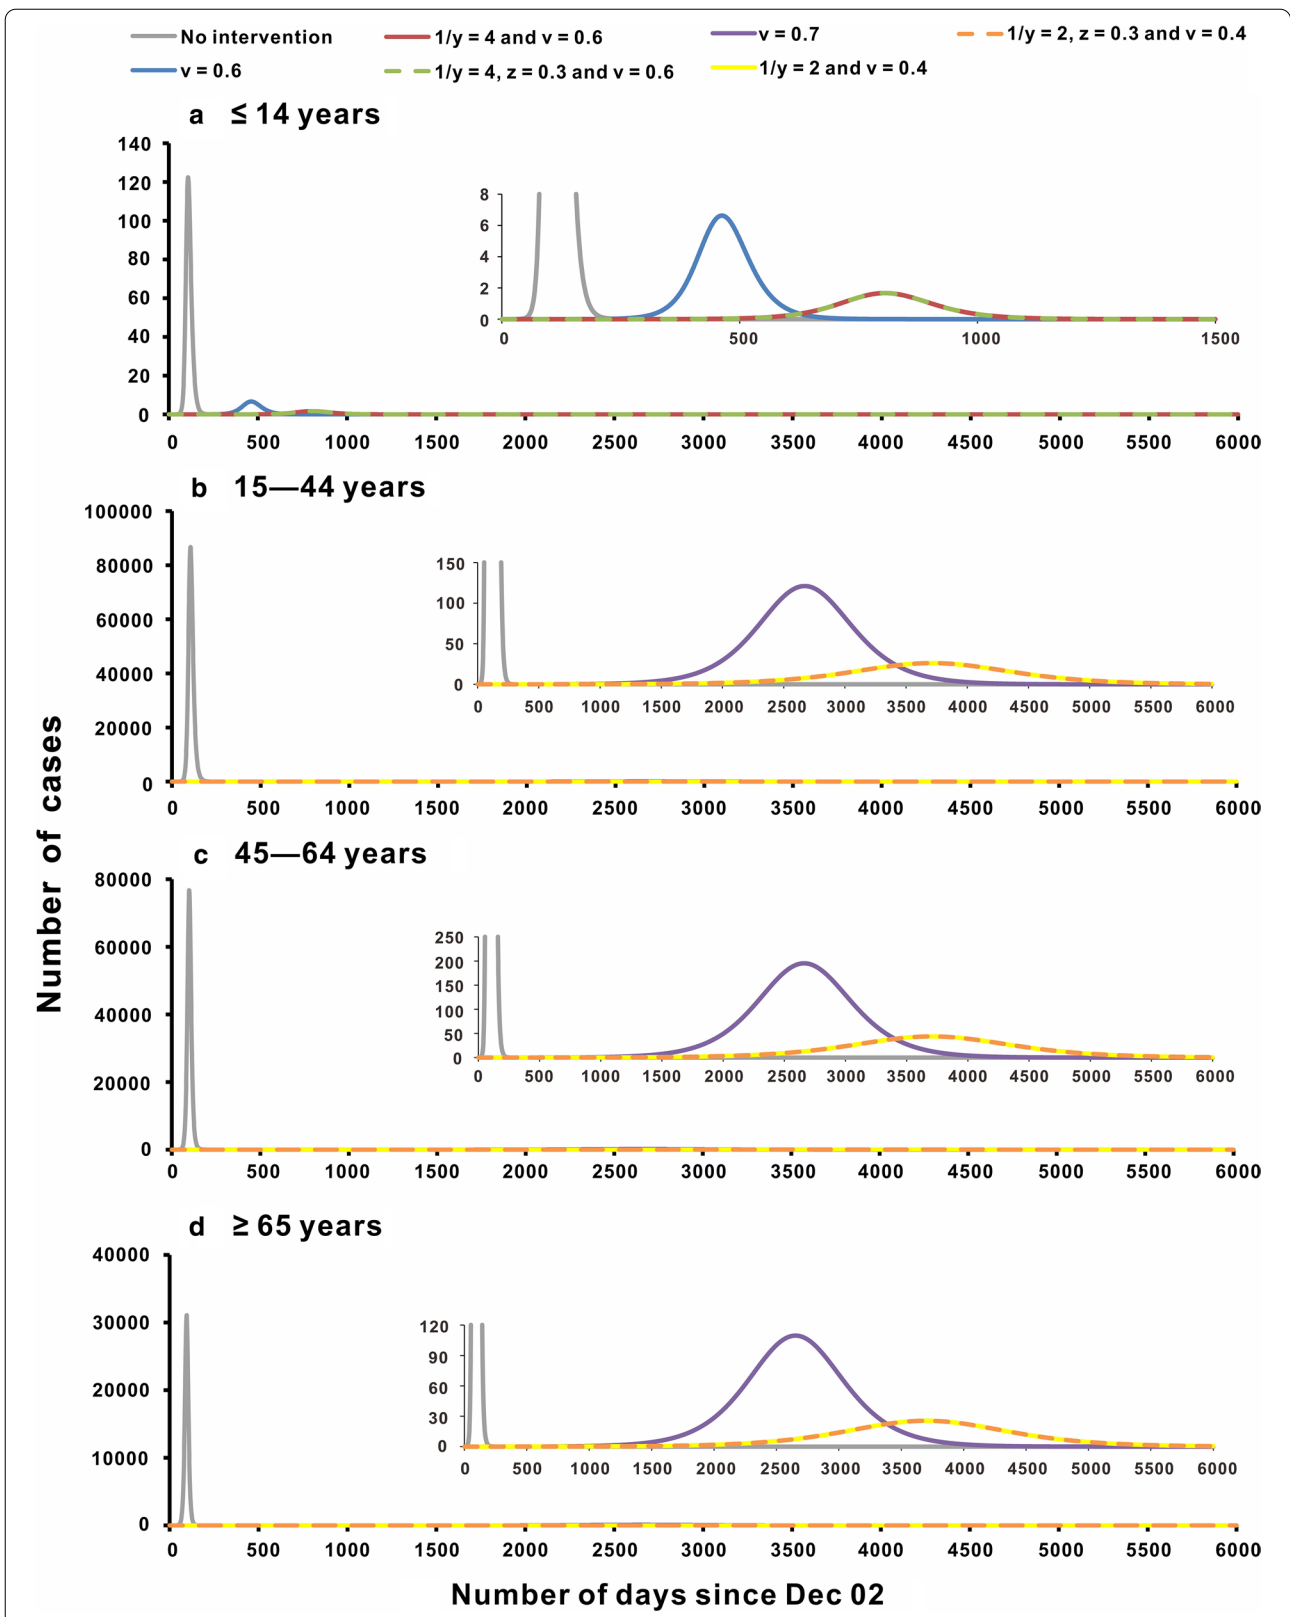 No intervention 1/y = 4 and v = 0.6 v = 0.7 1/y = 2, z = 0.3 and v = 0.4
v = 0.6 1/y = 4, z = 0.3 and v = 0.6 1/y = 2 and v = 0.4
a ≤ 14 years
140
120
100
80
60
40
20
0
0 500 1000 1500 2000 2500 3000 3500 4000 4500 5000 5500 6000
8
6
4
2
0
0 500 1000 1500
b 15—44 years
100000
80000
60000
40000
20000
0
0 500 1000 1500 2000 2500 3000 3500 4000 4500 5000 5500 6000
150
100
50
0
0 500 1000 1500 2000 2500 3000 3500 4000 4500 5000 5500 6000
Number of cases
c 45—64 years
80000
60000
40000
20000
0
0 500 1000 1500 2000 2500 3000 3500 4000 4500 5000 5500 6000
250
200
150
100
50
0
0 500 1000 1500 2000 2500 3000 3500 4000 4500 5000 5500 6000
d ≥ 65 years
40000
30000
20000
10000
0
0 500 1000 1500 2000 2500 3000 3500 4000 4500 5000 5500 6000
120
90
60
30
0
0 500 1000 1500 2000 2500 3000 3500 4000 4500 5000 5500 6000
Number of days since Dec 02